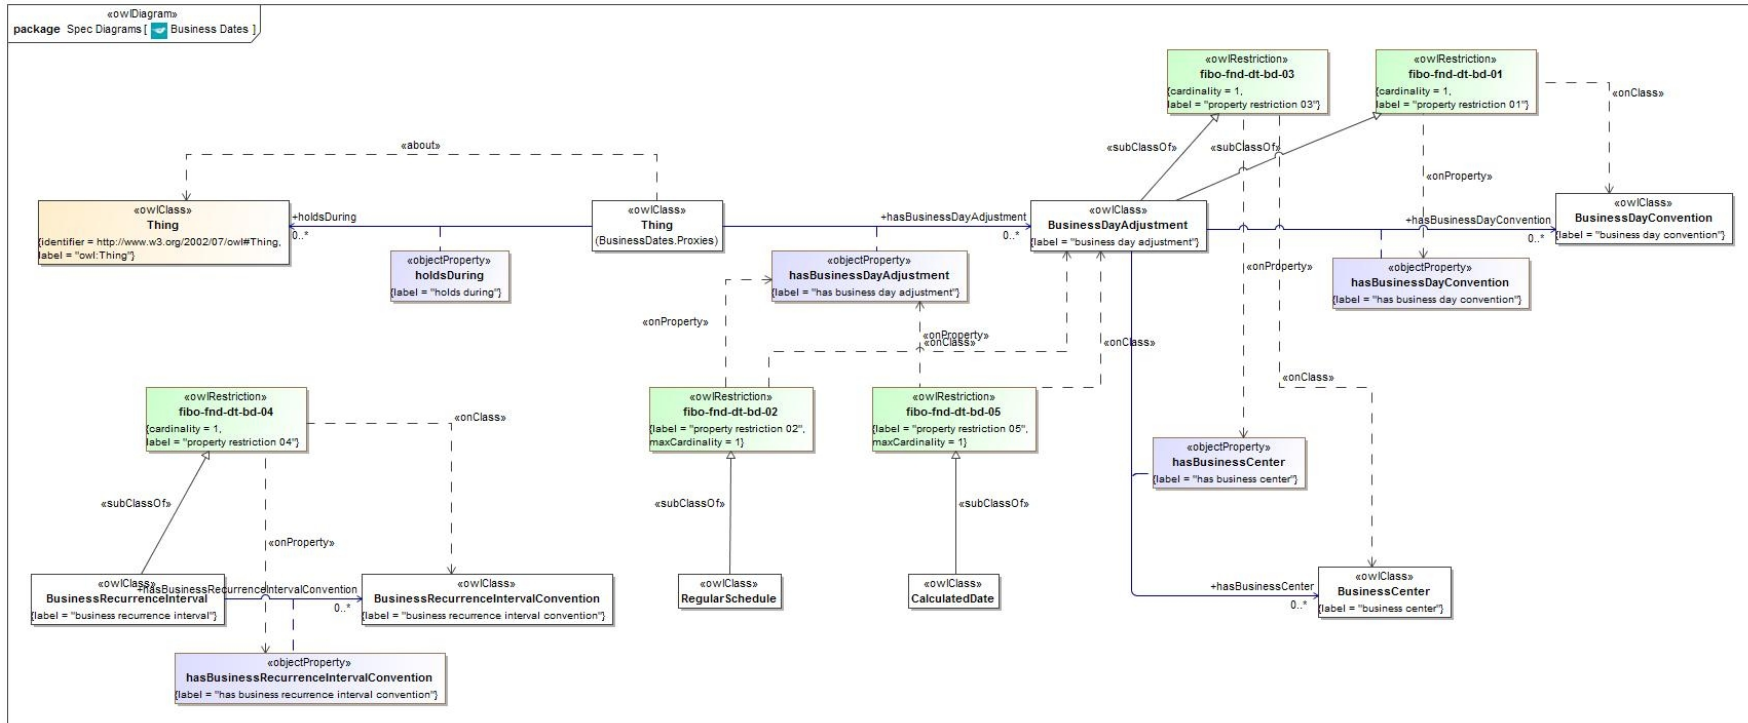 «owlDiagram»
package Spec Diagrams [ Business Dates ]
«owlRestriction»
fibo-fnd-dt-bd-03
{cardinality = 1,
label = "property restriction 03"}
«owlRestriction»
fibo-fnd-dt-bd-01
{cardinality = 1,
label = "property restriction 01"}
«onClass»
«about»
«subClassOf»
«subClassOf»
«onProperty»
«owlClass»
Thing
{identifier = http://www.w3.org/2002/07/owl#Thing,
label = "owl:Thing"}
+holdsDuring
0..*
«owlClass»
Thing
(BusinessDates.Proxies)
+hasBusinessDayAdjustment
0..*
«owlClass»
BusinessDayAdjustment
{label = "business day adjustment"}
+hasBusinessDayConvention
0..*
«owlClass»
BusinessDayConvention
{label = "business day convention"}
«objectProperty»
holdsDuring
{label = "holds during"}
«objectProperty»
hasBusinessDayAdjustment
{label = "has business day adjustment"}
«onProperty»
«objectProperty»
hasBusinessDayConvention
{label = "has business day convention"}
«onProperty»
«onProperty»
«onClass»
«onClass»
«onClass»
«owlRestriction»
fibo-fnd-dt-bd-04
{cardinality = 1,
label = "property restriction 04"}
«onClass»
«owlRestriction»
fibo-fnd-dt-bd-02
{label = "property restriction 02",
maxCardinality = 1}
«owlRestriction»
fibo-fnd-dt-bd-05
{label = "property restriction 05",
maxCardinality = 1}
«objectProperty»
hasBusinessCenter
{label = "has business center"}
«subClassOf»
«subClassOf»
«subClassOf»
«onProperty»
«owlClass»
BusinessRecurrenceInterval
{label = "business recurrence interval"}
+hasBusinessRecurrenceIntervalConvention
0..*
«owlClass»
BusinessRecurrenceIntervalConvention
{label = "business recurrence interval convention"}
«owlClass»
RegularSchedule
«owlClass»
CalculatedDate
+hasBusinessCenter
0..*
«owlClass»
BusinessCenter
{label = "business center"}
«objectProperty»
hasBusinessRecurrenceIntervalConvention
{label = "has business recurrence interval convention"}